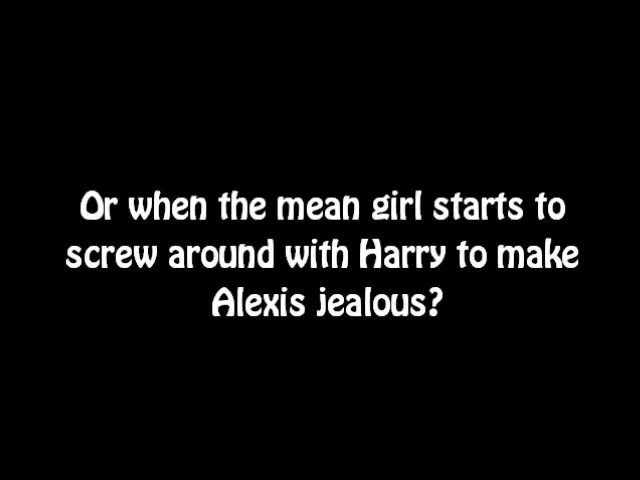 Or when the mean girl starts to
screw around with Harry to make
Alexis jealous?